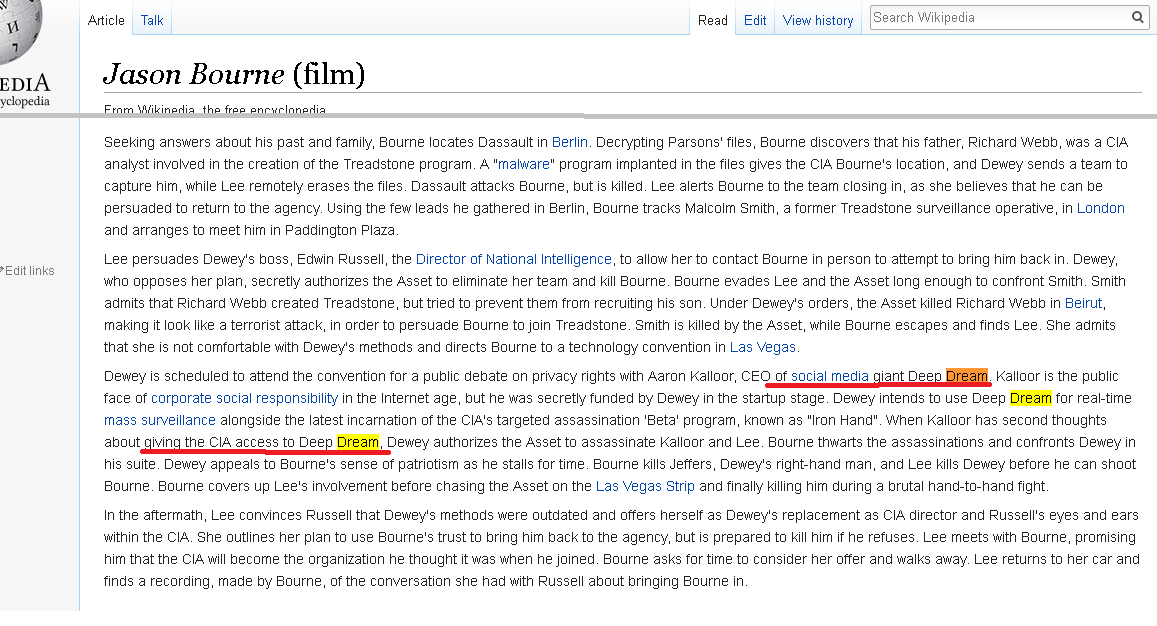 Article Talk Read Edit View history Search Wikipedia
EDIA
cyclopedia
Jason Bourne (film)
From Wikipedia, the free encyclopedia
Seeking answers about his past and family, Bourne locates Dassault in Berlin. Decrypting Parsons' files, Bourne discovers that his father, Richard Webb, was a CIA
analyst involved in the creation of the Treadstone program. A "malware" program implanted in the files gives the CIA Bourne's location, and Dewey sends a team to
capture him, while Lee remotely erases the files. Dassault attacks Bourne, but is killed. Lee alerts Bourne to the team closing in, as she believes that he can be
persuaded to return to the agency. Using the few leads he gathered in Berlin, Bourne tracks Malcolm Smith, a former Treadstone surveillance operative, in London
and arranges to meet him in Paddington Plaza.
Edit links
Lee persuades Dewey's boss, Edwin Russell, the Director of National Intelligence, to allow her to contact Bourne in person to attempt to bring him back in. Dewey,
who opposes her plan, secretly authorizes the Asset to eliminate her team and kill Bourne. Bourne evades Lee and the Asset long enough to confront Smith. Smith
admits that Richard Webb created Treadstone, but tried to prevent them from recruiting his son. Under Dewey's orders, the Asset killed Richard Webb in Beirut,
making it look like a terrorist attack, in order to persuade Bourne to join Treadstone. Smith is killed by the Asset, while Bourne escapes and finds Lee. She admits
that she is not comfortable with Dewey's methods and directs Bourne to a technology convention in Las Vegas.
Dewey is scheduled to attend the convention for a public debate on privacy rights with Aaron Kalloor, CEO of social media giant Deep Dream. Kalloor is the public
face of corporate social responsibility in the Internet age, but he was secretly funded by Dewey in the startup stage. Dewey intends to use Deep Dream for real-time
mass surveillance alongside the latest incarnation of the CIA's targeted assassination 'Beta' program, known as "Iron Hand". When Kalloor has second thoughts
about giving the CIA access to Deep Dream, Dewey authorizes the Asset to assassinate Kalloor and Lee. Bourne thwarts the assassinations and confronts Dewey in
his suite. Dewey appeals to Bourne's sense of patriotism as he stalls for time. Bourne kills Jeffers, Dewey's right-hand man, and Lee kills Dewey before he can shoot
Bourne. Bourne covers up Lee's involvement before chasing the Asset on the Las Vegas Strip and finally killing him during a brutal hand-to-hand fight.
In the aftermath, Lee convinces Russell that Dewey's methods were outdated and offers herself as Dewey's replacement as CIA director and Russell's eyes and ears
within the CIA. She outlines her plan to use Bourne's trust to bring him back to the agency, but is prepared to kill him if he refuses. Lee meets with Bourne, promising
him that the CIA will become the organization he thought it was when he joined. Bourne asks for time to consider her offer and walks away. Lee returns to her car and
finds a recording, made by Bourne, of the conversation she had with Russell about bringing Bourne in.